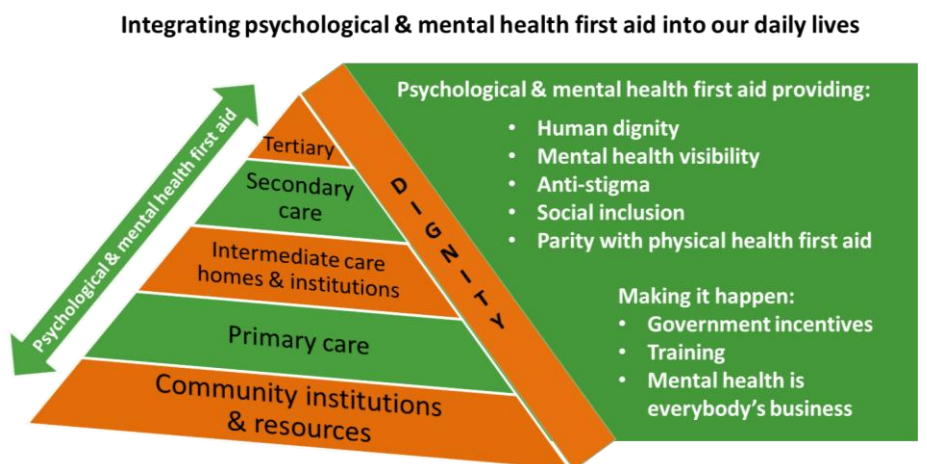 Integrating psychological & mental health first aid into our daily lives
Psychological & mental health first aid
Tertiary
Secondary
care
Intermediate care
homes & institutions
Primary care
Community institutions
& resources
DIGNITY
Psychological & mental health first aid providing:
• Human dignity
• Mental health visibility
• Anti-stigma
• Social inclusion
• Parity with physical health first aid
Making it happen:
• Government incentives
• Training
• Mental health is
everybody's business